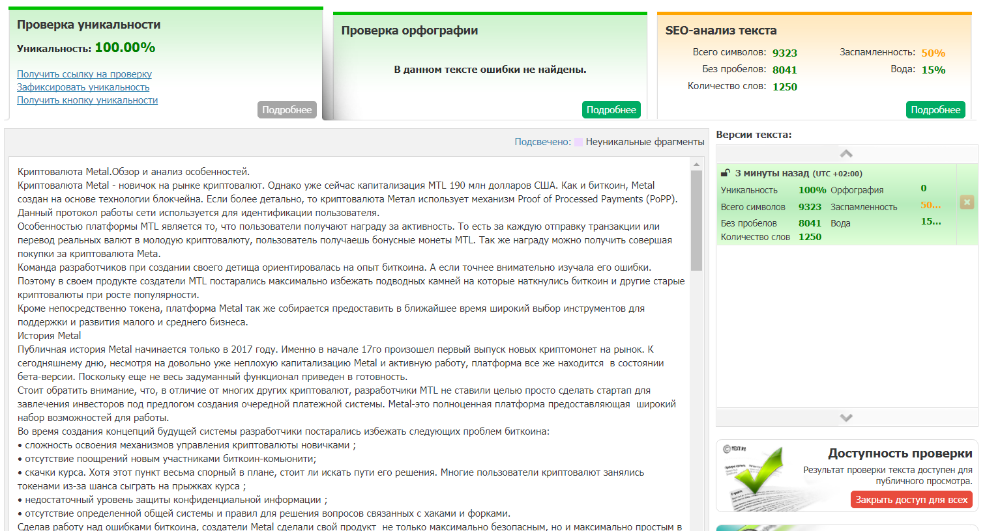 Проверка уникальности
Уникальность: 100.00%
Получить ссылку на проверку
Зафиксировать уникальность
Получить кнопку уникальности
Подробнее
Проверка орфографии
В данном тексте ошибки не найдены.
Подробнее
SEO-анализ текста
Всего символов: 9323 Заспамленность: 50%
Без пробелов: 8041 Вода: 15%
Количество слов: 1250
Подробнее
Подсвечено: Неуникальные фрагменты
Криптовалюта Metal.Обзор и анализ особенностей.
Криптовалюта Metal - новичок на рынке криптовалют. Однако уже сейчас капитализация MTL 190 млн долларов США. Как и биткоин, Metal
создан на основе технологии блокчейна. Если более детально, то криптовалюта Метал использует механизм Proof of Processed Payments (PoPP).
Данный протокол работы сети используется для идентификации пользователя.
Особенностью платформы MTL является то, что пользователи получают награду за активность. То есть за каждую отправку транзакции или
перевод реальных валют в молодую криптовалюту, пользователь получаешь бонусные монеты MTL. Так же награду можно получить совершая
покупки за криптовалюта Meta.
Команда разработчиков при создании своего детища ориентировалась на опыт биткоина. А если точнее внимательно изучала его ошибки.
Поэтому в своем продукте создатели MTL постарались максимально избежать подводных камней на которые наткнулись биткоин и другие старые
криптовалюты при росте популярности.
Кроме непосредственно токена, платформа Metal так же собирается предоставить в ближайшее время широкий выбор инструментов для
поддержки и развития малого и среднего бизнеса.
История Metal
Публичная история Metal начинается только в 2017 году. Именно в начале 17го произошел первый выпуск новых криптомонет на рынок. К
сегодняшнему дню, несмотря на довольно уже неплохую капитализацию Metal и активную работу, платформа все же находится в состоянии
бета-версии. Поскольку еще не весь задуманный функционал приведен в готовность.
Стоит обратить внимание, что, в отличие от многих других криптовалют, разработчики MTL не ставили целью просто сделать стартап для
завлечения инвесторов под предлогом создания очередной платежной системы. Metal-это полноценная платформа предоставляющая широкий
набор возможностей для работы.
Во время создания концепций будущей системы разработчики постарались избежать следующих проблем биткоина:
• сложность освоения механизмов управления криптовалюты новичками ;
• отсутствие поощрений новым участниками биткоин-комьюнити;
• скачки курса. Хотя этот пункт весьма спорный в плане, стоит ли искать пути его решения. Многие пользователи криптовалют занялись
токенами из-за шанса сыграть на прыжках курса ;
• недостаточный уровень защиты конфиденциальной информации ;
• отсутствие определенной общей системы и правил для решения вопросов связанных с хаками и форками.
Сделав работу над ошибками биткоина, создатели Metal сделали свой продукт не только максимально безопасным, но и максимально простым в
Версии текста:
3 минуты назад (UTC +02:00)
Уникальность 100% Орфография 0
Всего символов 9323 Заспамленность 50...
Без пробелов 8041 Вода 15...
Количество слов 1250
Доступность проверки
Результат проверки текста доступен для
публичного просмотра.
Закрыть доступ для всех